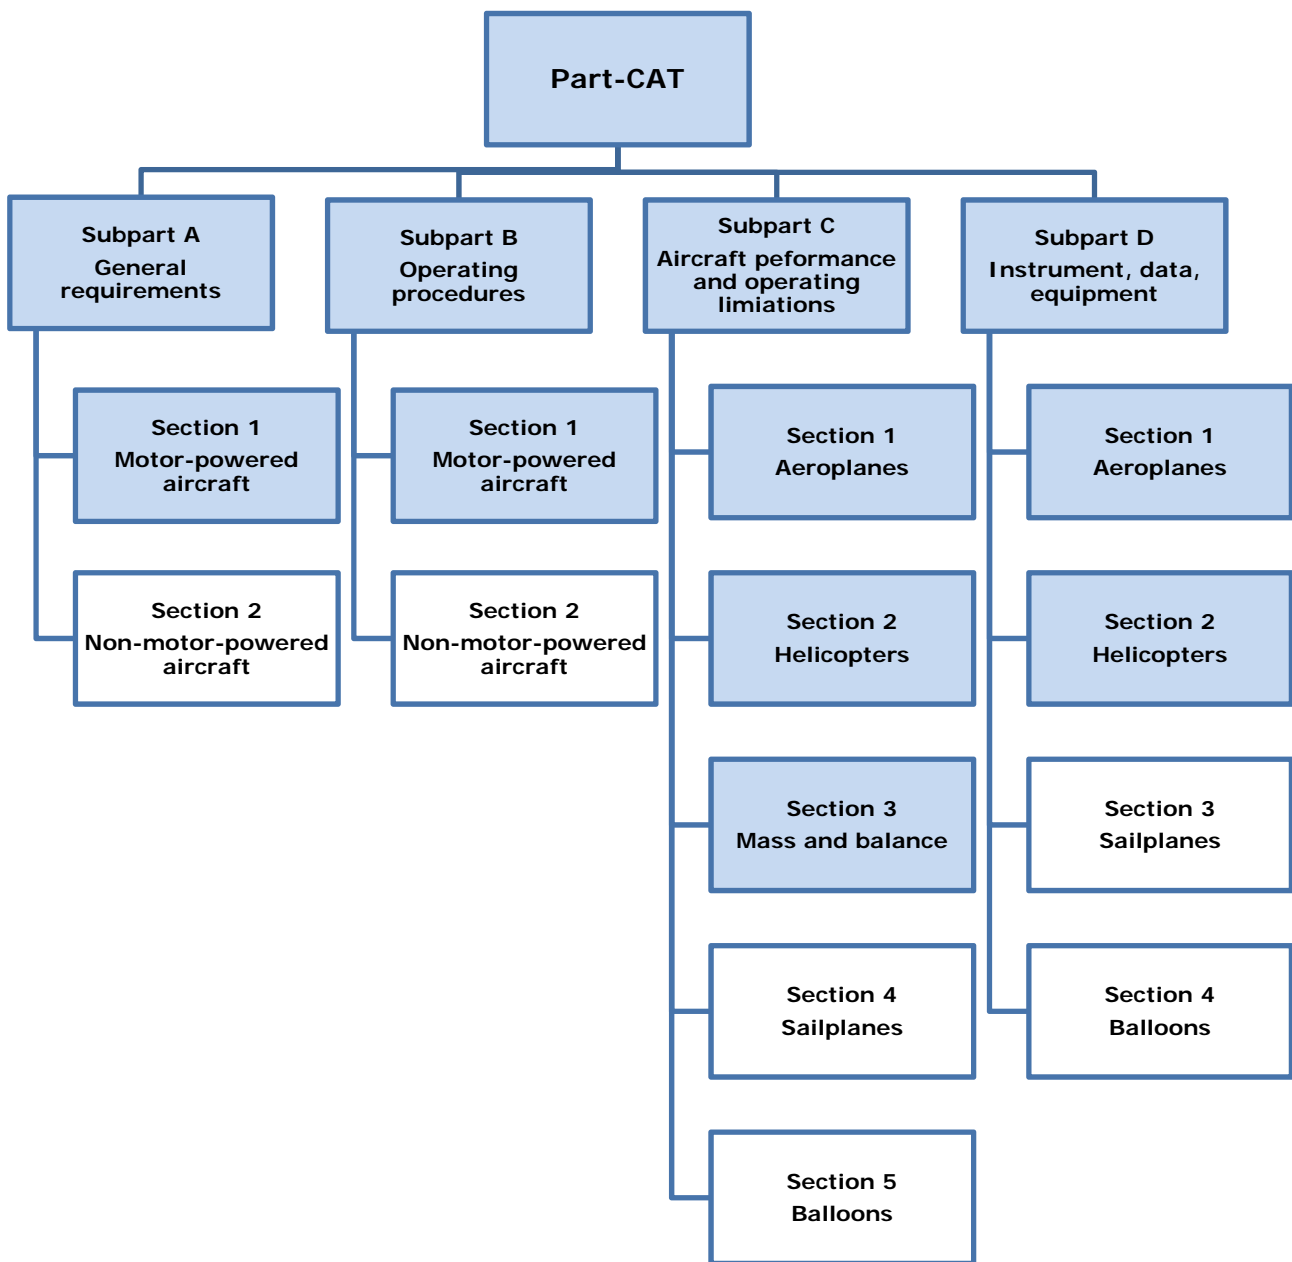 Part-CAT
Subpart A
General
requirements
Section 1
Motor-powered
aircraft
Section 2
Non-motor-powered
aircraft
Subpart B
Operating
procedures
Section 1
Motor-powered
aircraft
Section 2
Non-motor-powered
aircraft
Subpart C
Aircraft peformance
and operating
limiations
Section 1
Aeroplanes
Section 2
Helicopters
Section 3
Mass and balance
Section 4
Sailplanes
Section 5
Balloons
Subpart D
Instrument, data,
equipment
Section 1
Aeroplanes
Section 2
Helicopters
Section 3
Sailplanes
Section 4
Balloons